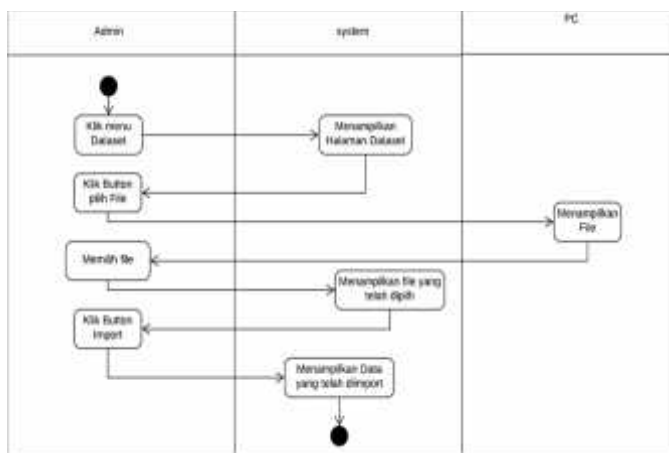 Admin
system
PC
Klik menu
Dataset
Menampilkan
Halaman Dataset
Klik Button
pilih File
Menampilkan
File
Memilih file
Menampilkan file yang
telah dipilih
Klik Button
Import
Menampilkan Data
yang telah diimport